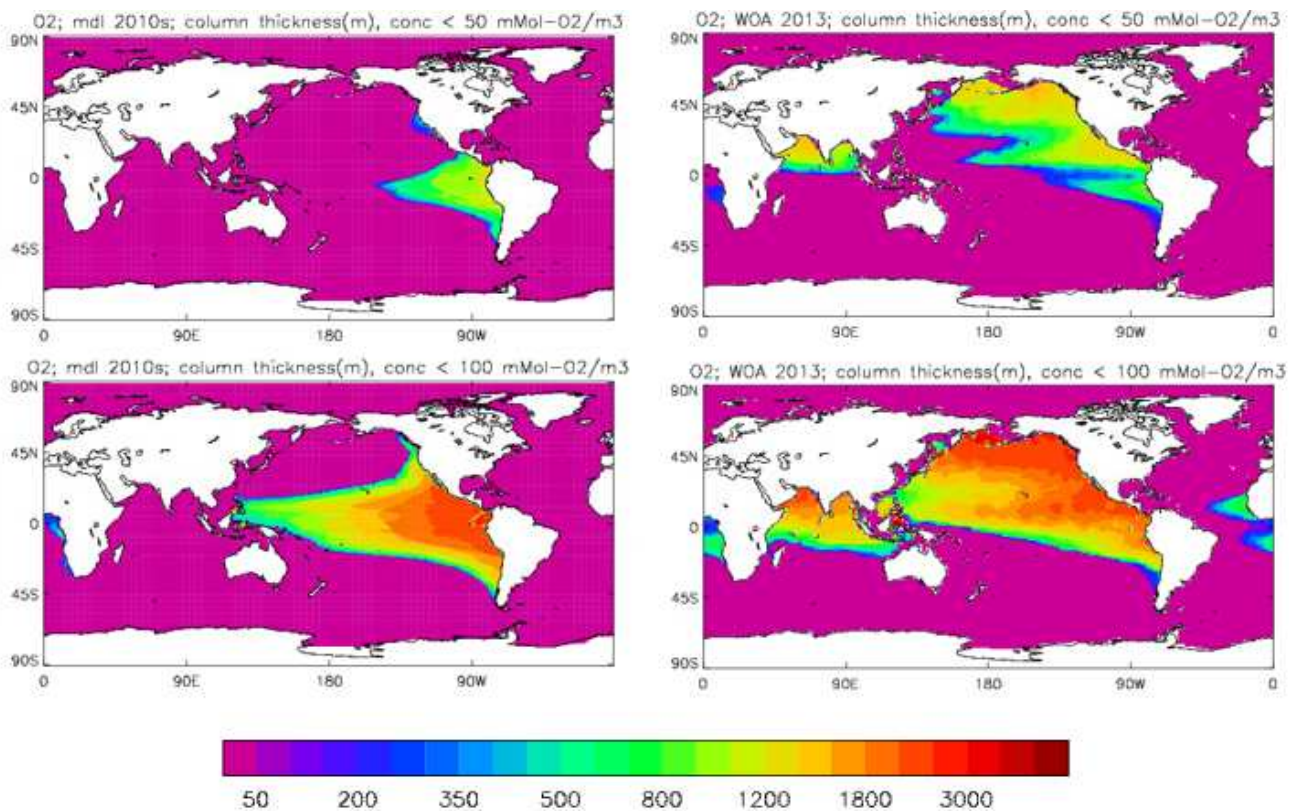 O2; mdl 2010s; column thickness(m), conc < 50 mMol-O2/m3
O2; WOA 2013; column thickness(m), conc < 50 mMol-O2/m3
90N
45N
0
45S
90S
0 90E 180 90W
90N
45N
0
45S
90S
0 90E 180 90W 0
O2; mdl 2010s; column thickness(m), conc < 100 mMol-O2/m3
O2; WOA 2013; column thickness(m), conc < 100 mMol-O2/m3
90N
45N
0
45S
90S
0 90E 180 90W
90N
45N
0
45S
90S
0 90E 180 90W 0
50 200 350 500 800 1200 1800 3000